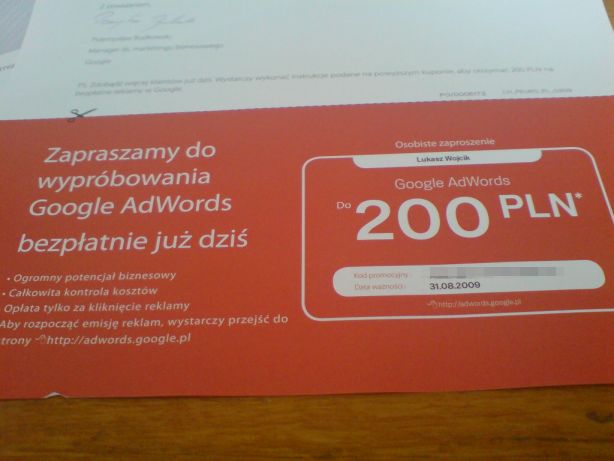 Z poważaniem,
Manager ds. marketingu biznesowego
Google
PS. Zdobądź więcej klientów już dziś. Wystarczy wykonać instrukcje podane na powyższym kuponie, aby otrzymać 200 PLN na
bezpłatne reklamy w Google.
Zapraszamy do
wypróbowania
Google AdWords
bezpłatnie już dziś
• Ogromny potencjał biznesowy
• Całkowita kontrola kosztów
• Opłata tylko za kliknięcie reklamy
Aby rozpocząć emisję reklam, wystarczy przejść do
strony http://adwords.google.pl
Osobiste zaproszenie
Lukasz Wojcik
Google AdWords
Do 200 PLN*
Kod promocyjny:
Data ważności: 31.08.2009
http://adwords.google.pl